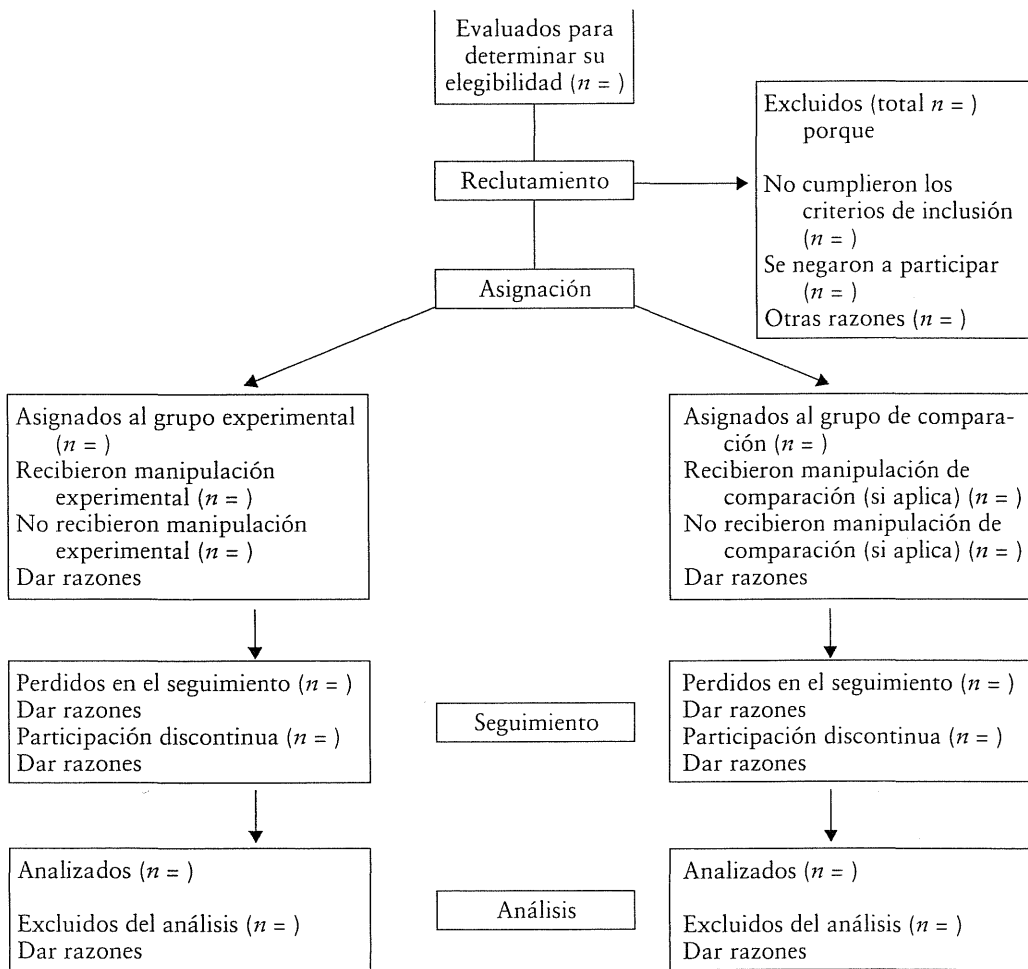 Evaluados para
determinar su
elegibilidad (n = )
Excluidos (total n = )
porque
No cumplieron los
criterios de inclusión
(n = )
Se negaron a participar
(n = )
Otras razones (n = )
Reclutamiento
Asignación
Asignados al grupo experimental
(n = )
Recibieron manipulación
experimental (n = )
No recibieron manipulación
experimental (n = )
Dar razones
Asignados al grupo de compara-
ción (n = )
Recibieron manipulación de
comparación (si aplica) (n = )
No recibieron manipulación de
comparación (si aplica) (n = )
Dar razones
Perdidos en el seguimiento (n = )
Dar razones
Participación discontinua (n = )
Dar razones
Seguimiento
Perdidos en el seguimiento (n = )
Dar razones
Participación discontinua (n = )
Dar razones
Analizados (n = )
Excluidos del análisis (n = )
Dar razones
Análisis
Analizados (n = )
Excluidos del análisis (n = )
Dar razones